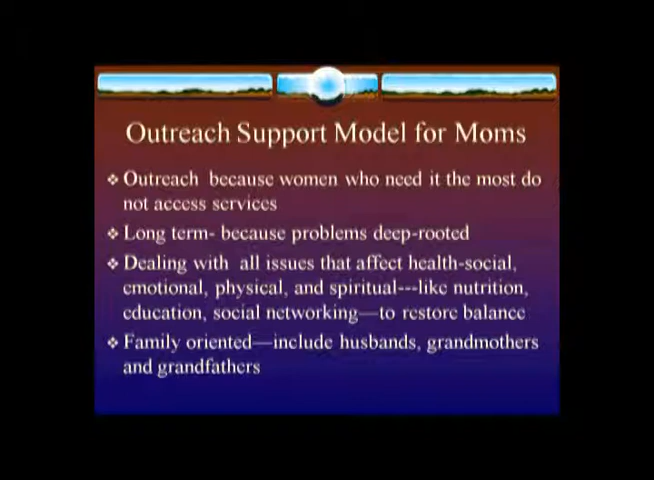 Outreach Support Model for Moms
❖ Outreach because women who need it the most do
not access services
❖ Long term- because problems deep-rooted
❖ Dealing with all issues that affect health-social,
emotional, physical, and spiritual---like nutrition,
education, social networking—to restore balance
❖ Family oriented—include husbands, grandmothers
and grandfathers